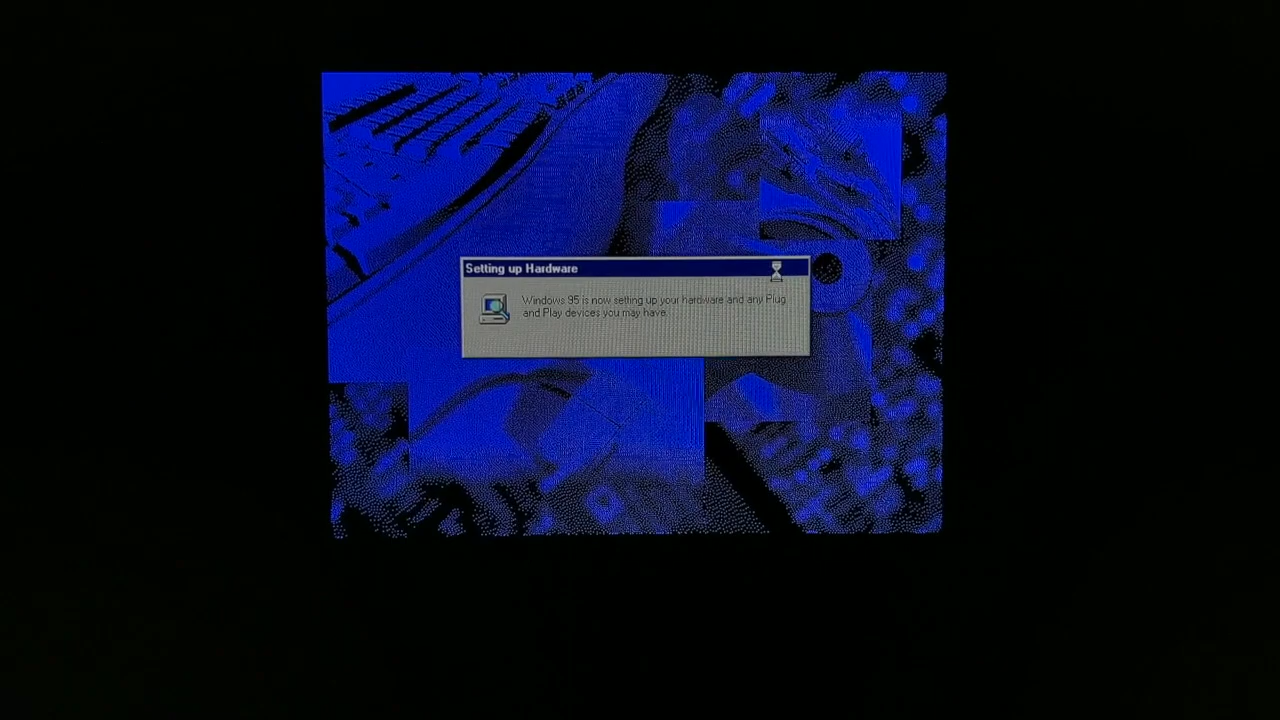 Setting up Hardware
Windows 95 is now setting up your hardware and any Plug
and Play devices you may have.